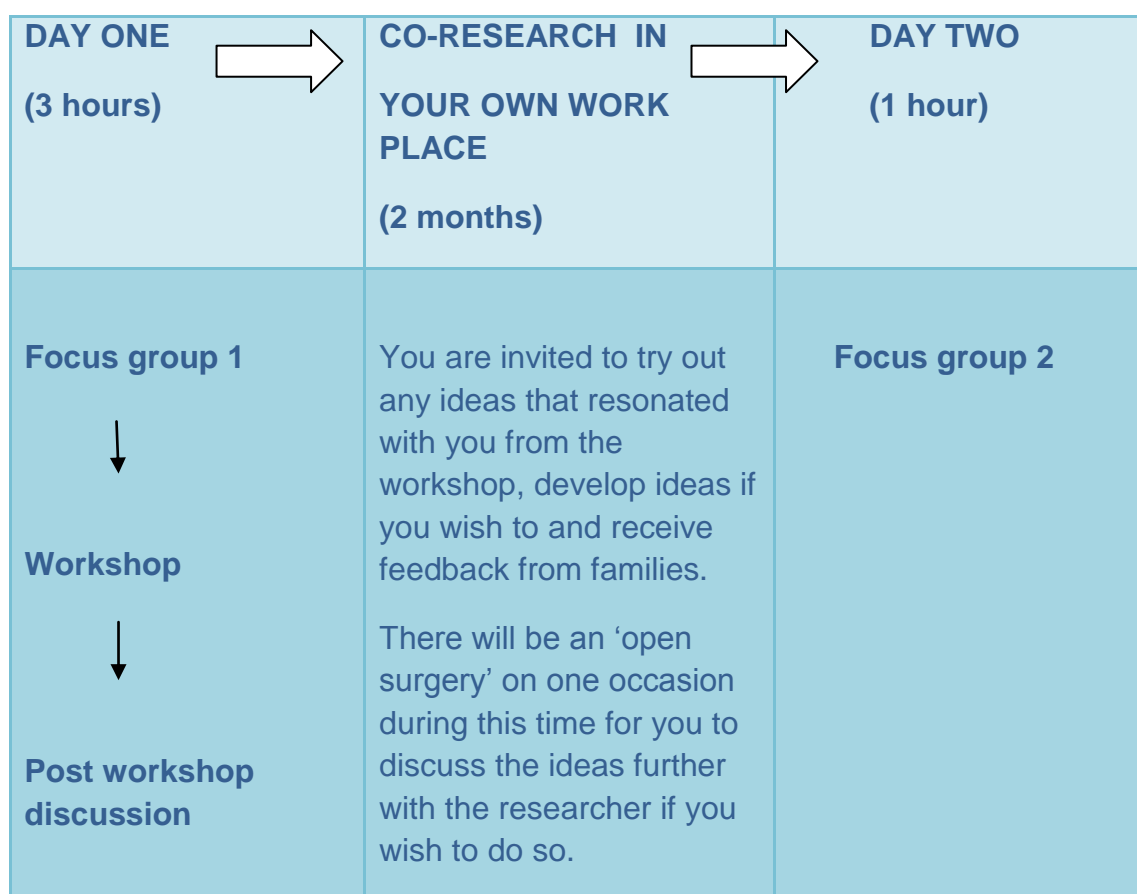 DAY ONE
(3 hours)
CO-RESEARCH IN
YOUR OWN WORK
PLACE
(2 months)
DAY TWO
(1 hour)
Focus group 1
Workshop
Post workshop
discussion
You are invited to try out
any ideas that resonated
with you from the
workshop, develop ideas if
you wish to and receive
feedback from families.
There will be an ‘open
surgery’ on one occasion
during this time for you to
discuss the ideas further
with the researcher if you
wish to do so.
Focus group 2